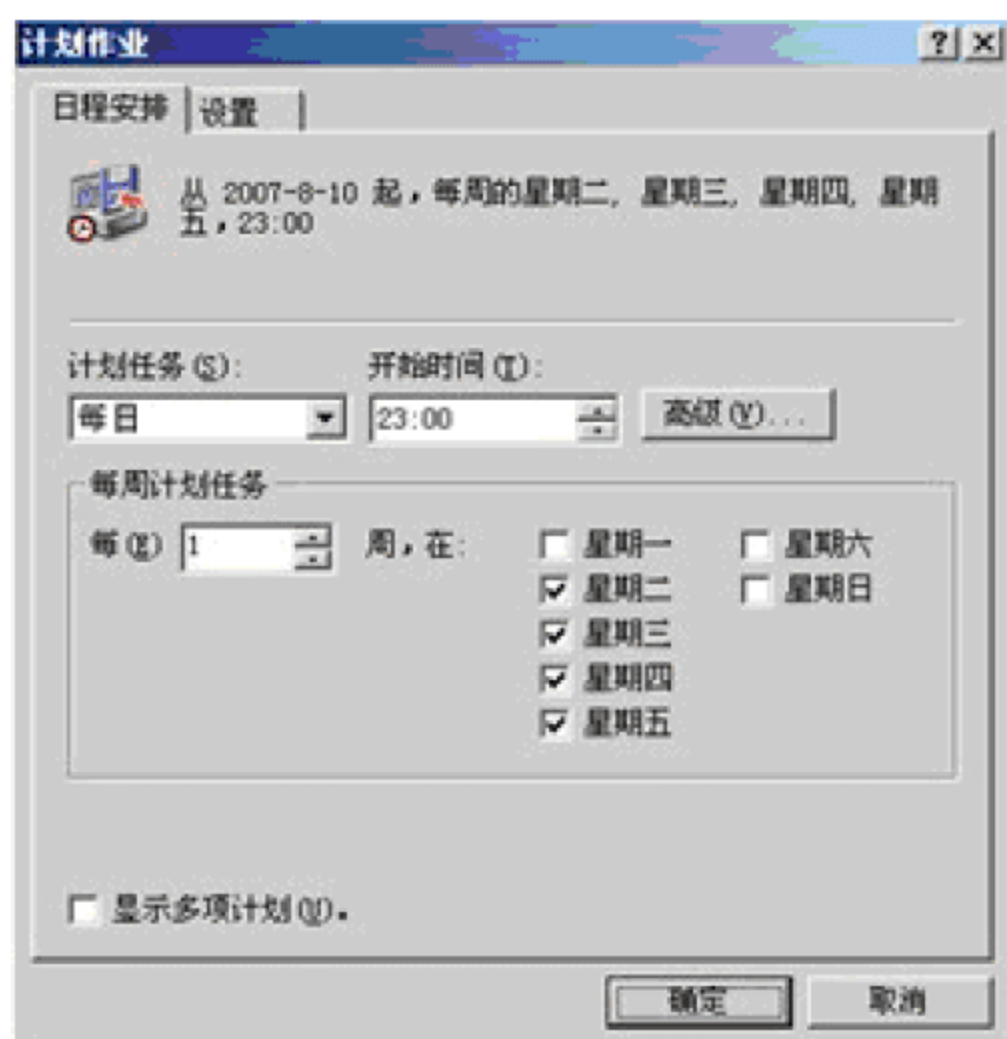 计划作业
日程安排 设置
从 2007-8-10 起，每周的星期二, 星期三, 星期四, 星期
五，23:00
计划任务(S): 开始时间(T):
每日 23:00 高级(V)...
每周计划任务
每(E) 1 周，在: 星期一 星期六
星期二 星期日
星期三
星期四
星期五
显示多项计划(U)。
确定 取消